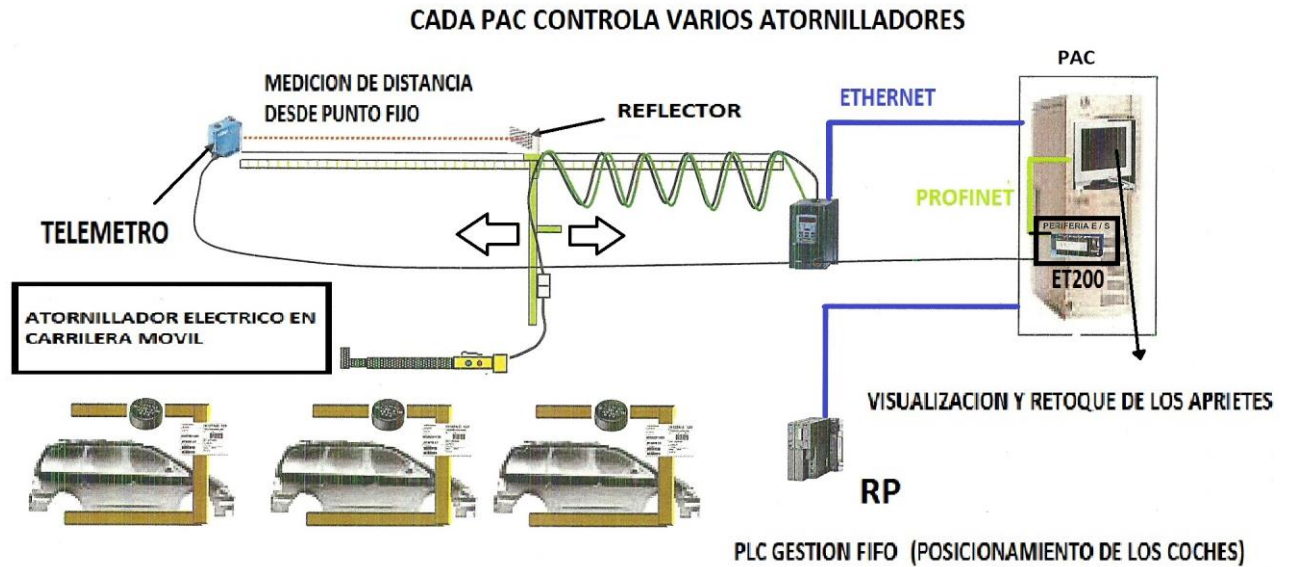 CADA PAC CONTROLA VARIOS ATORNILLADORES
PAC
MEDICION DE DISTANCIA
DESDE PUNTO FIJO
REFLECTOR
ETHERNET
PROFINET
TELEMETRO
PERIFERIA E / S
ET200
ATORNILLADOR ELECTRICO EN
CARRILERA MOVIL
VISUALIZACION Y RETOQUE DE LOS APRIETES
RP
PLC GESTION FIFO (POSICIONAMIENTO DE LOS COCHES)